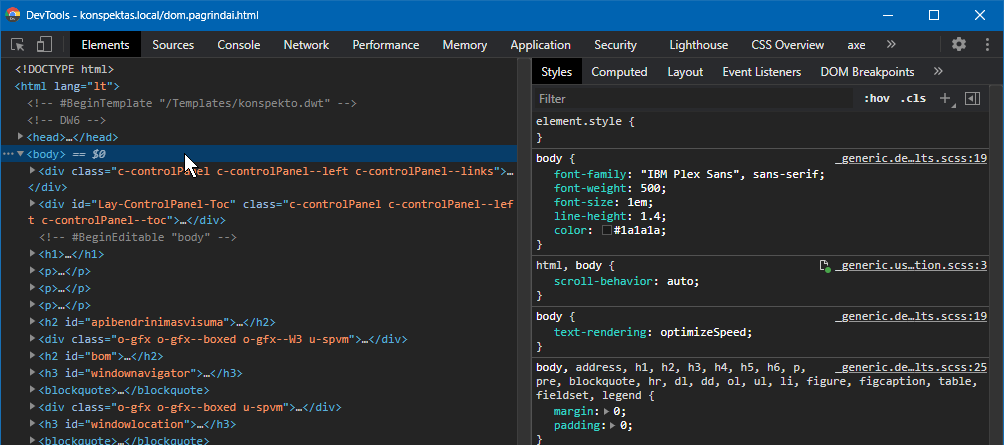 DevTools - konspektas.local/dom.pagrindai.html
Elements Sources Console Network Performance Memory Application Security Lighthouse CSS Overview axe »
<!DOCTYPE html>
<html lang="lt">
<!-- #BeginTemplate "/Templates/konspekto.dwt" -->
<!-- DW6 -->
<head>…</head>
<body> == $0
<div class="c-controlPanel c-controlPanel--left c-controlPanel--links">…
</div>
<div id="Lay-ControlPanel-Toc" class="c-controlPanel c-controlPanel--lef
t c-controlPanel--toc">…</div>
<!-- #BeginEditable "body" -->
<h1>…</h1>
<p>…</p>
<p>…</p>
<p>…</p>
<h2 id="apibendrinimasvisuma">…</h2>
<div class="o-gfx o-gfx--boxed o-gfx--W3 u-spvm">…</div>
<h2 id="bom">…</h2>
<h3 id="windownavigator">…</h3>
<blockquote>…</blockquote>
<div class="o-gfx o-gfx--boxed u-spvm">…</div>
<h3 id="windowlocation">…</h3>
<blockquote>…</blockquote>
Styles Computed Layout Event Listeners DOM Breakpoints »
Filter :hov .cls
element.style {
}
body { _generic.de…lts.scss:19
font-family: "IBM Plex Sans", sans-serif;
font-weight: 500;
font-size: 1em;
line-height: 1.4;
color: #1a1a1a;
}
html, body { _generic.us…tion.scss:3
scroll-behavior: auto;
}
body { _generic.de…lts.scss:19
text-rendering: optimizeSpeed;
}
body, address, h1, h2, h3, h4, h5, h6, p, _generic.de…lts.scss:25
pre, blockquote, hr, dl, dd, ol, ul, li, figure, figcaption, table,
fieldset, legend {
margin: 0;
padding: 0;
}